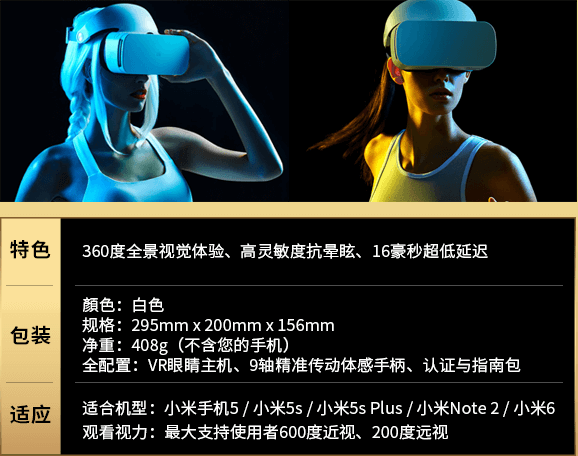 特色
360度全景视觉体验、高灵敏度抗晕眩、16豪秒超低延迟
包装
顏色：白色
规格：295mm x 200mm x 156mm
净重：408g（不含您的手机）
全配置：VR眼睛主机、9轴精准传动体感手柄、认证与指南包
适应
适合机型：小米手机5 / 小米5s / 小米5s Plus / 小米Note 2 / 小米6
观看视力：最大支持使用者600度近视、200度远视